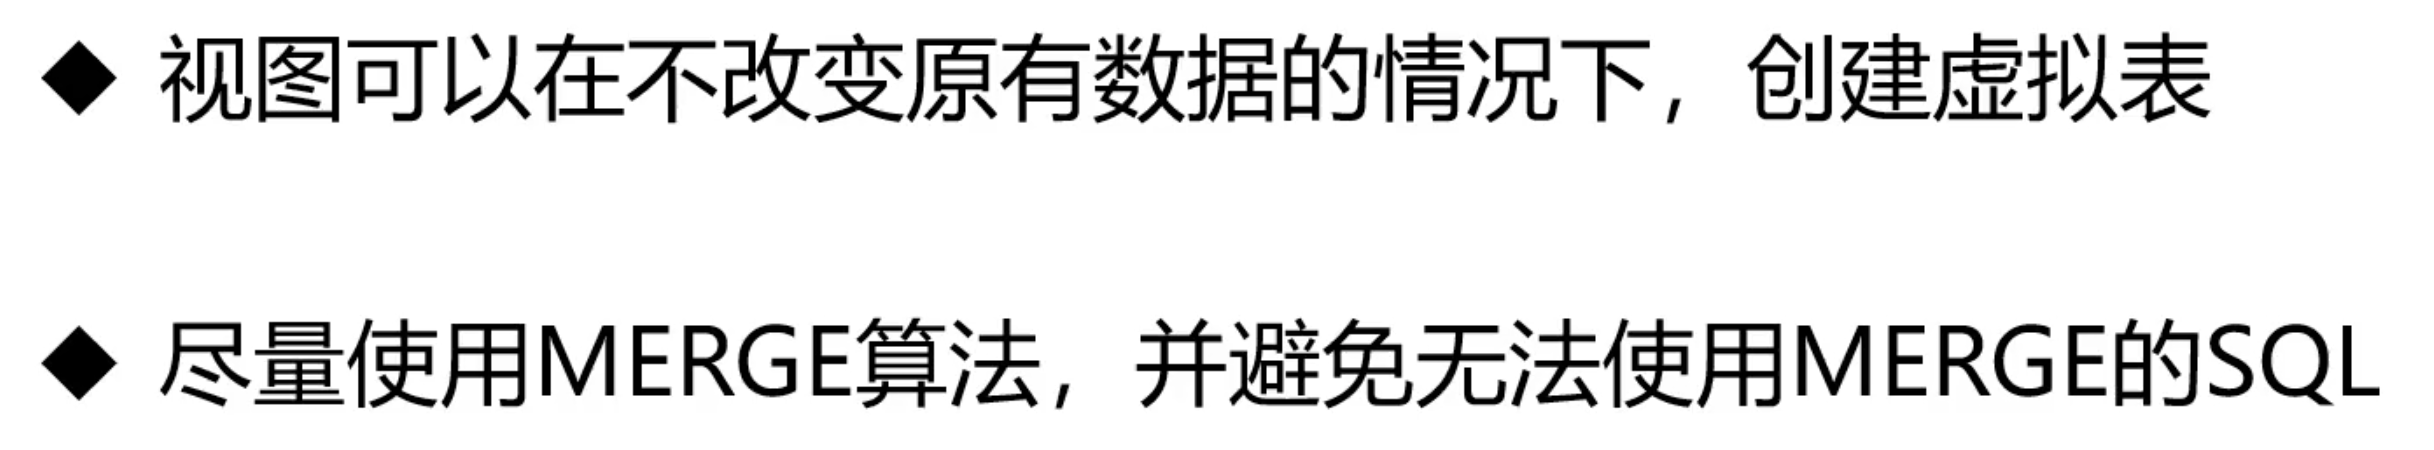 ◆ 视图可以在不改变原有数据的情况下，创建虚拟表
◆ 尽量使用MERGE算法，并避免无法使用MERGE的SQL